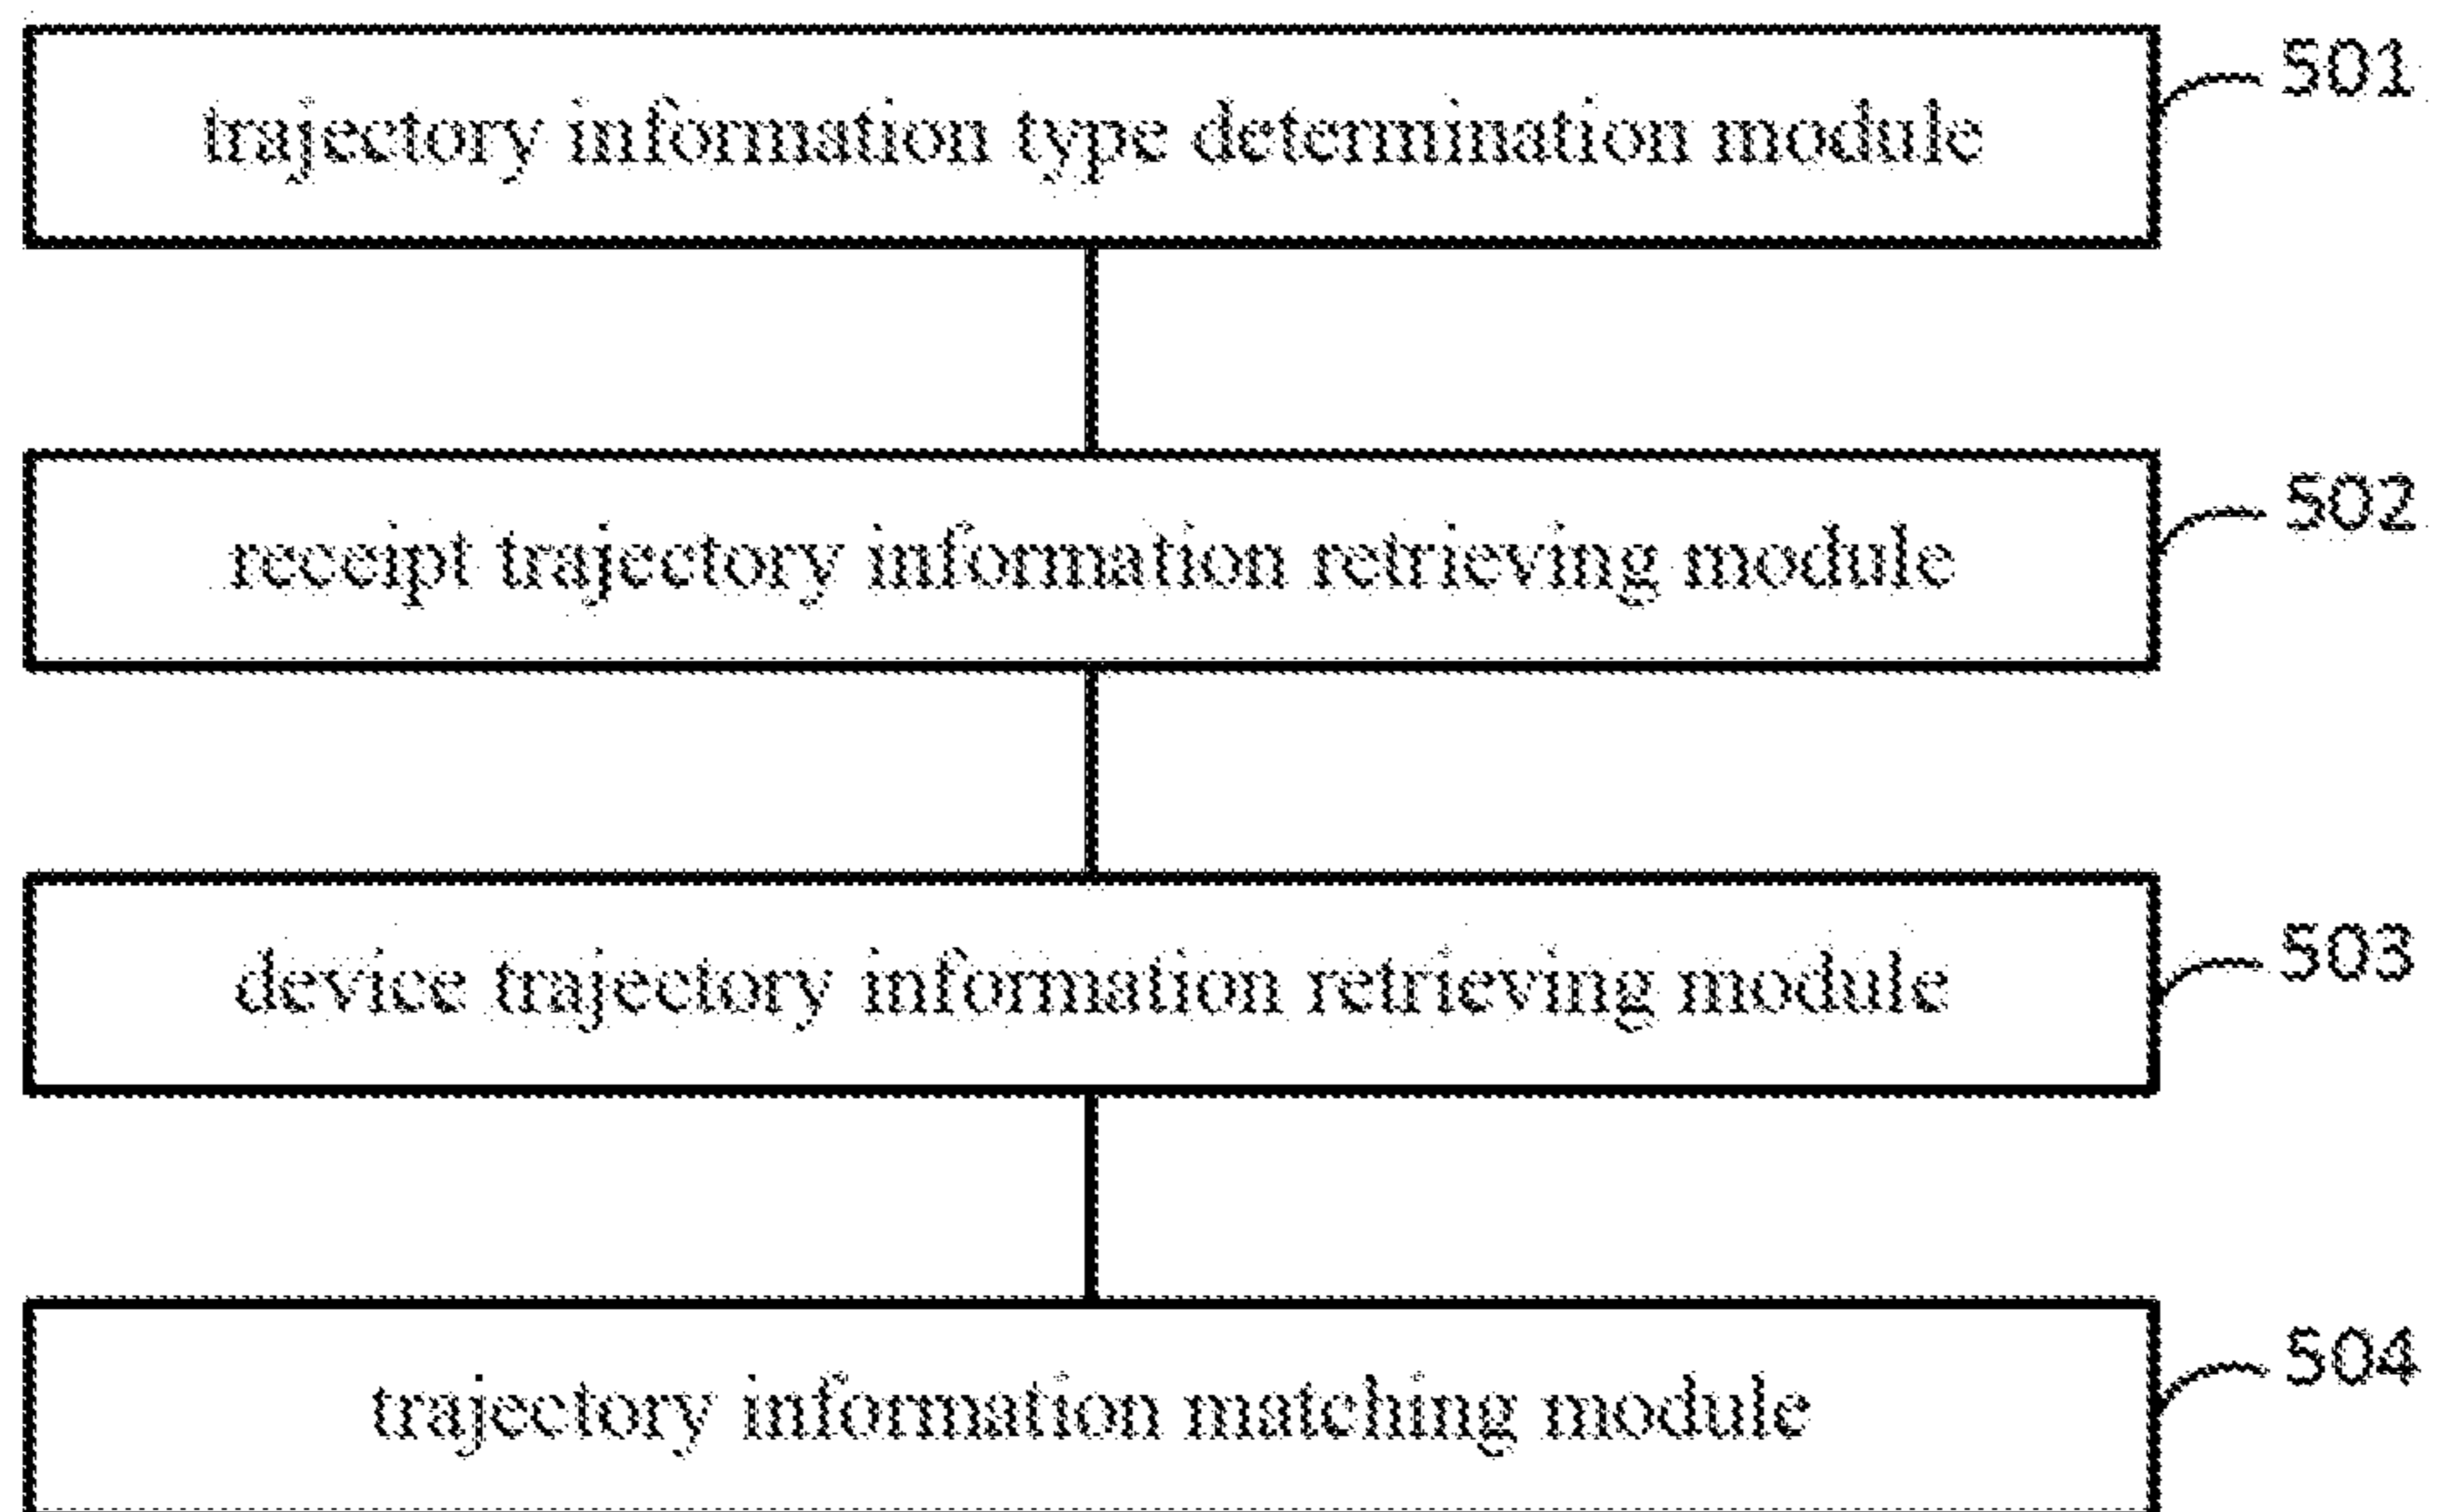 501
trajectory information type determination module
502
receipt trajectory information retrieving module
503
device trajectory information retrieving module
504
trajectory information matching module